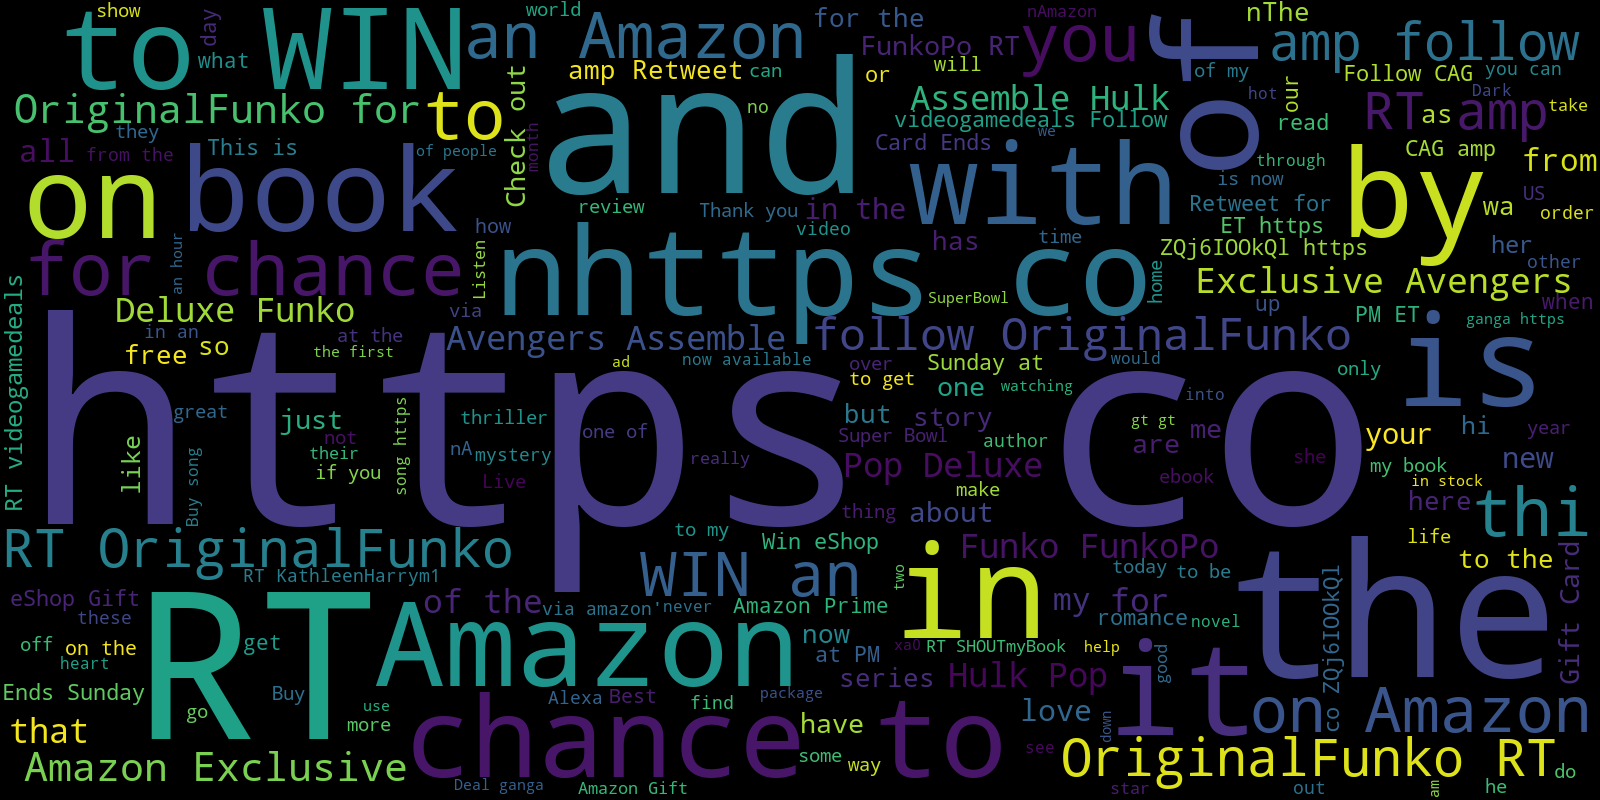 show
world
nAmazon
to WIN
an Amazon
for the
you
of
nThe
amp follow
day
what
FunkoPo RT
amp Retweet
can
or
will
of my
our
Follow CAG
you can
OriginalFunko for
to
Check out
and
no
Assemble Hulk
videogamedeals Follow
hot
Dark
RT amp
as
take
they
all
from the
This is
of people
month
we
Card Ends
read
CAG amp
from
on
book
with
through
is now
by
US
review
Thank you
in the
Retweet for
wa
order
how
video
ET https
for chance
an hour
Listen
nhttps co
has
time
ZQj6IOOkQl https
her
other
home
Exclusive Avengers
RT videogamedeals
Deluxe Funko
via
SuperBowl
up
PM ET
when
ganga https
in an
at the
Avengers Assemble
follow OriginalFunko
is
free
so
the first
https co
now available
ad
over
Sunday at
would
only
to get
one
watching
into
great
just
song https
thriller
one of
but
story
gt gt
your
hi
year
like
not
nA
mystery
Super Bowl
author
are
me
she
their
if you
really
Pop Deluxe
my book
new
Buy song
Live
make
ebook
in stock
here
thi
thing
about
RT OriginalFunko
to my
Win eShop
Funko FunkoPo
life
to the
the
RT KathleenHarrym1
WIN an
two
in
today
to be
co ZQj6IOOkQl
Gift Card
eShop Gift
these
RT
Amazon
of the
via amazon'
never
Amazon Prime
my for
romance
novel
off
on the
get
now
xa0
RT SHOUTmyBook
help
it
good
heart
at PM
Ends Sunday
Buy
Alexa
Best
package
series
Hulk Pop
go
use
find
love
down
on Amazon
that
more
chance to
have
see
Amazon Exclusive
some
way
OriginalFunko RT
do
Deal ganga
Amazon Gift
star
out
am
he